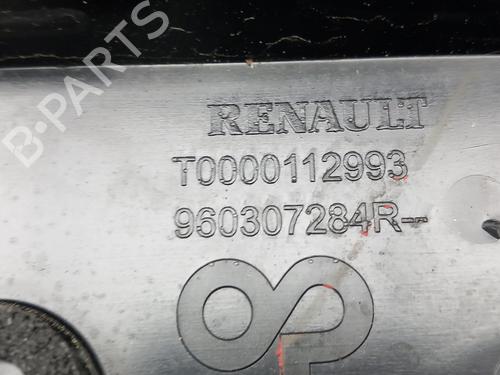 B-PARTS
RENAULT
T0000112993
960307284R--